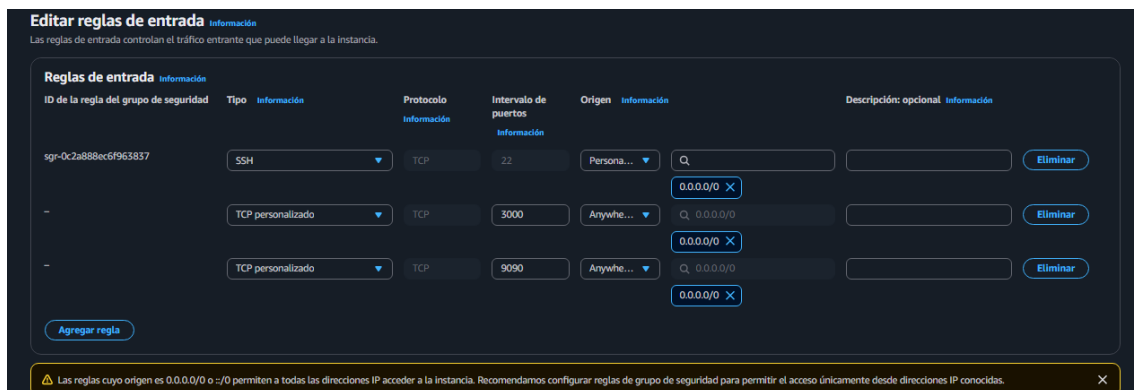 Editar reglas de entrada Información
Las reglas de entrada controlan el tráfico entrante que puede llegar a la instancia.
Reglas de entrada Información
ID de la regla del grupo de seguridad Tipo Información Protocolo Información Intervalo de puertos Información Origen Información Descripción: opcional Información
sgr-0c2a888ec6f963837 SSH TCP 22 Persona... Eliminar
0.0.0.0/0
– TCP personalizado TCP 3000 Anywhe... 0.0.0.0/0 Eliminar
0.0.0.0/0
– TCP personalizado TCP 9090 Anywhe... 0.0.0.0/0 Eliminar
0.0.0.0/0
Agregar regla
Las reglas cuyo origen es 0.0.0.0/0 o ::/0 permiten a todas las direcciones IP acceder a la instancia. Recomendamos configurar reglas de grupo de seguridad para permitir el acceso únicamente desde direcciones IP conocidas.